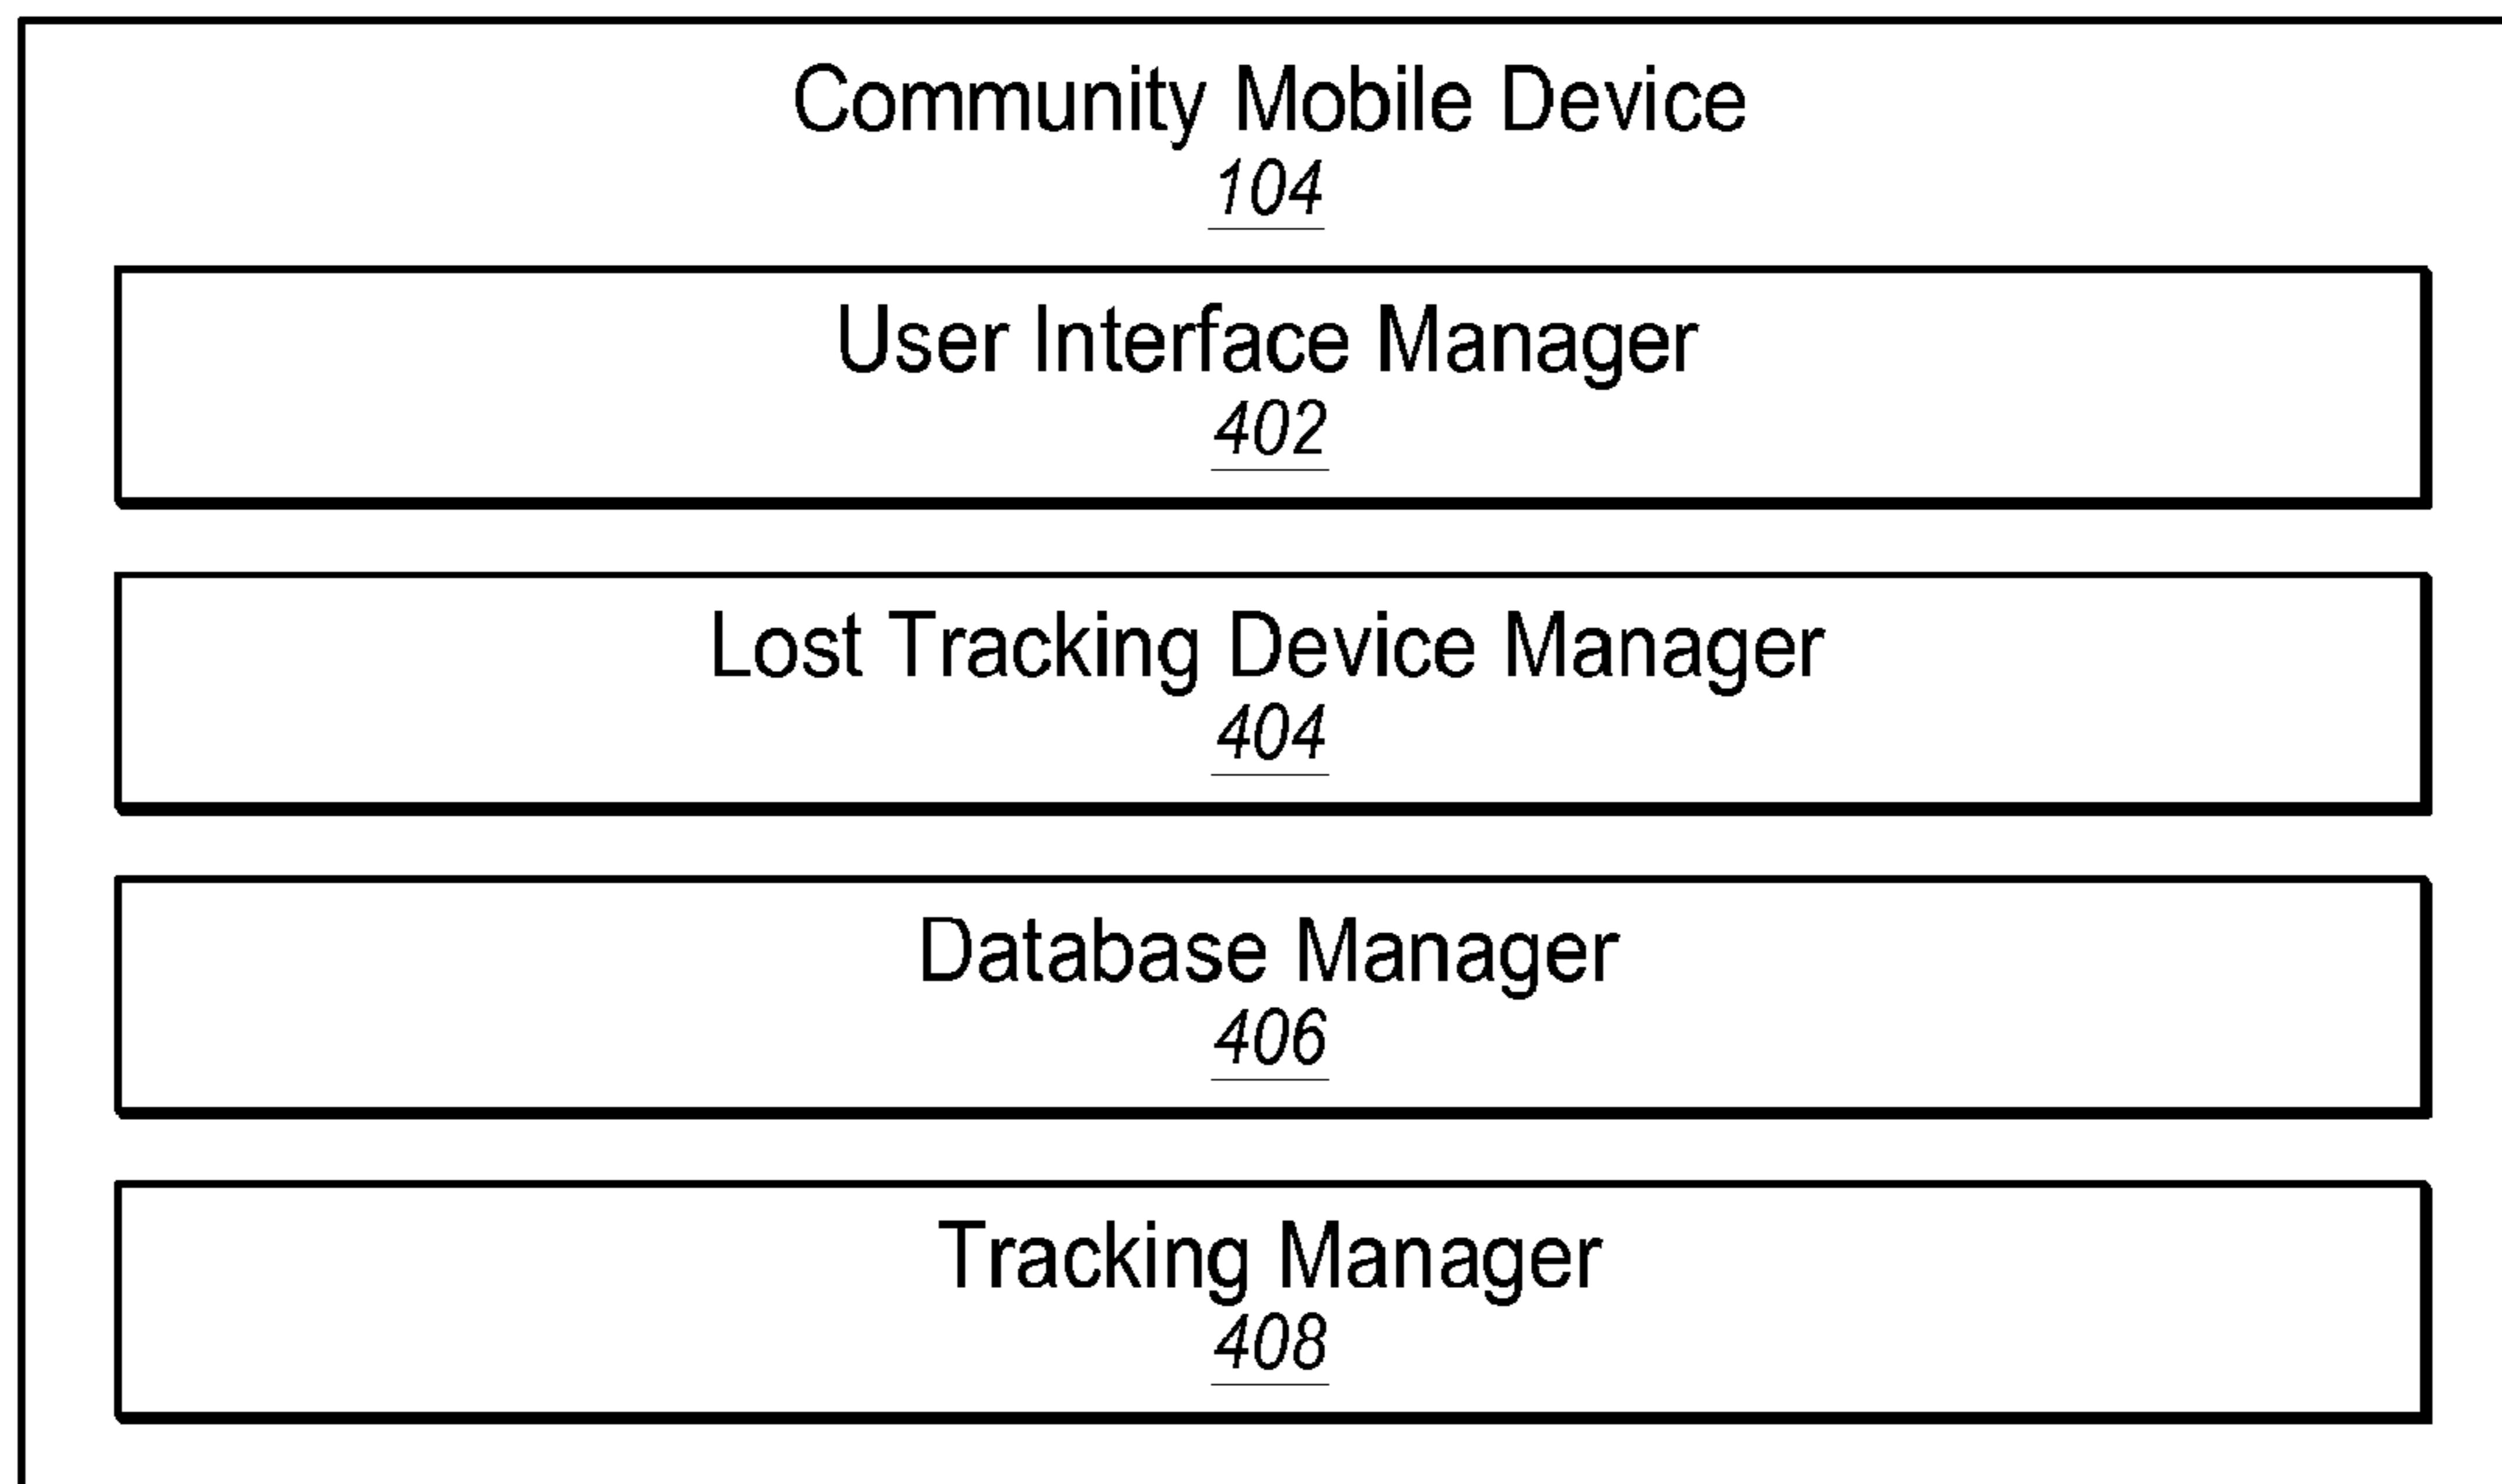 Community Mobile Device
104
User Interface Manager
402
Lost Tracking Device Manager
404
Database Manager
406
Tracking Manager
408